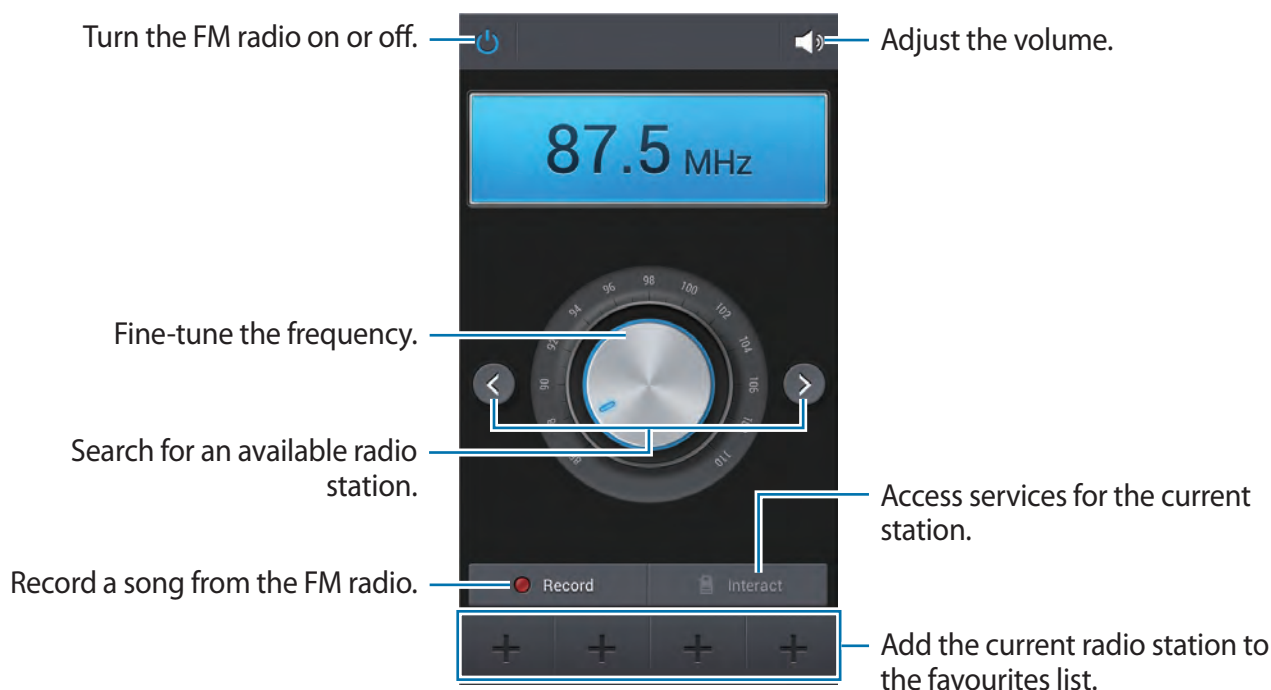 Turn the FM radio on or off.
Adjust the volume.
87.5 MHz
98
96
100
94
102
Fine-tune the frequency.
92
104
90
106
110
Search for an available radio
station.
Access services for the current
station.
Record a song from the FM radio.
Record
Interact
Add the current radio station to
the favourites list.